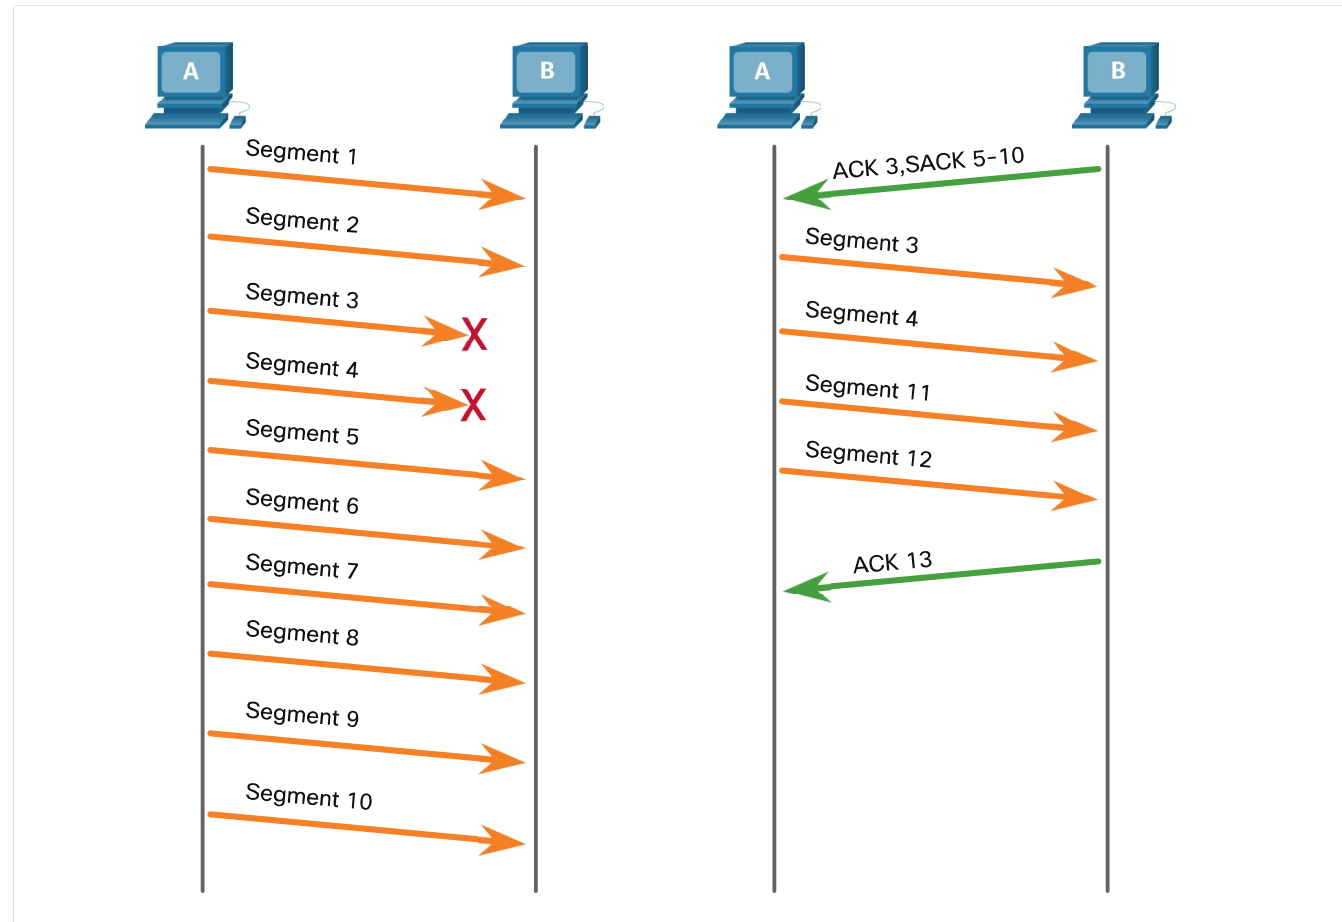 A
B
Segment 1
Segment 2
Segment 3
X
Segment 4
X
Segment 5
Segment 6
Segment 7
Segment 8
Segment 9
Segment 10
A
B
ACK 3,SACK 5-10
Segment 3
Segment 4
Segment 11
Segment 12
ACK 13